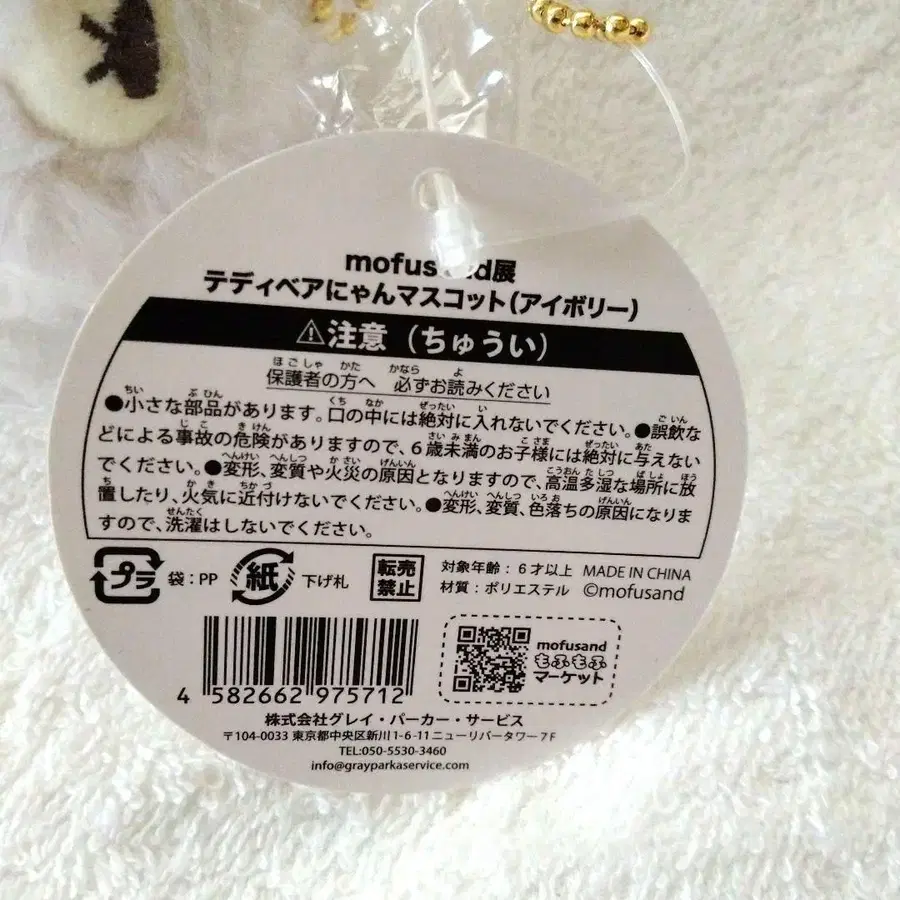 mofusand展
テディベアにゃんマスコット(アイボリー)
⚠注意(ちゅうい)
保護者の方へ 必ずお読みください
●小さな部品があります。口の中には絶対に入れないでください。●誤飲な
どによる事故の危険がありますので、6歳未満のお子様には絶対に与えない
でください。●変形、変質や火災の原因となりますので、高温多湿な場所に放
置したり、火気に近付けないでください。●変形、変質、色落ちの原因になりま
すので、洗濯はしないでください。
プラ 袋:PP 紙 下げ札 転売禁止 対象年齢:6才以上 MADE IN CHINA
材質:ポリエステル ©mofusand
4 582662 975712
mofusand
もふもふ
マーケット
株式会社グレイ・パーカー・サービス
〒104-0033 東京都中央区新川1-6-11ニューリバータワー7F
TEL:050-5530-3460
info@grayparkaservice.com